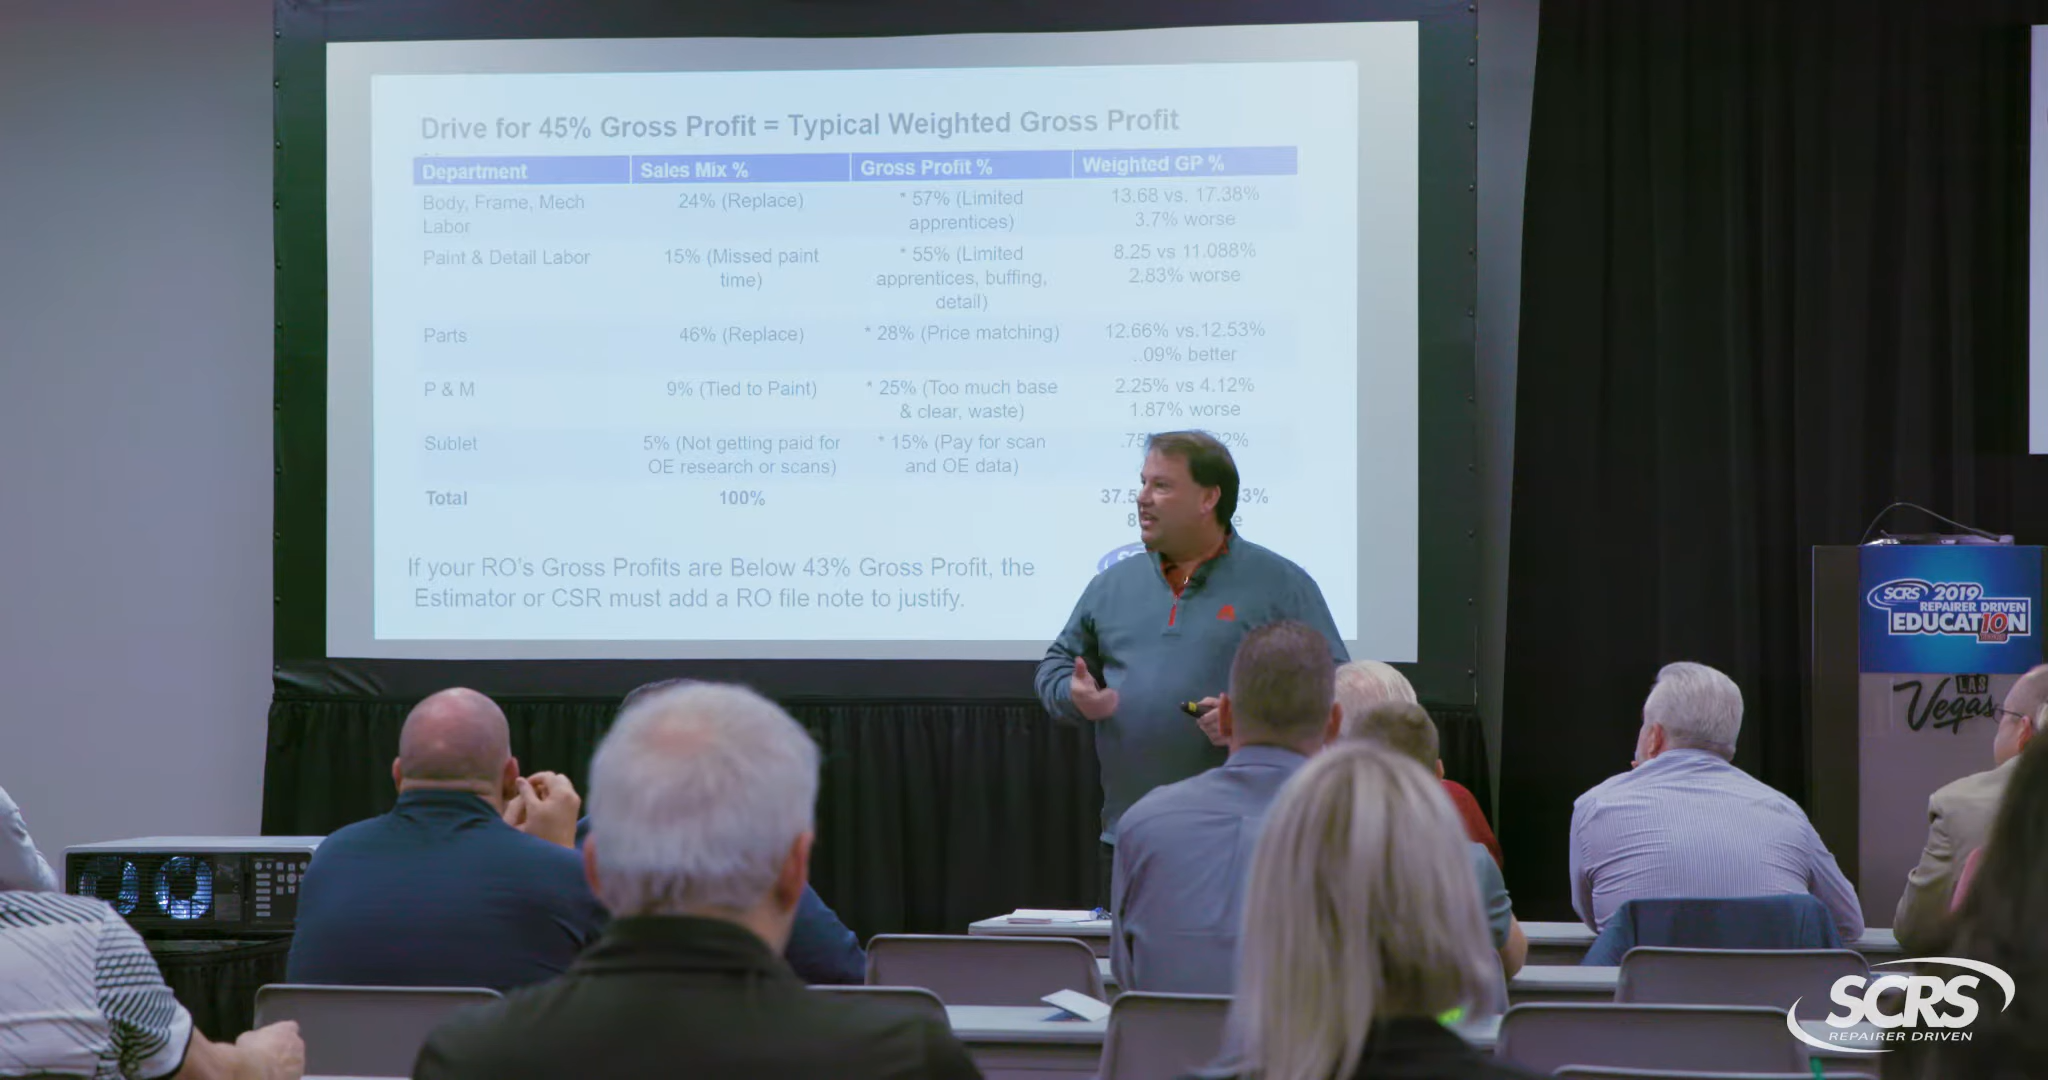 Drive for 45% Gross Profit = Typical Weighted Gross Profit
Department Sales Mix % Gross Profit % Weighted GP %
Body, Frame, Mech 24% (Replace) * 57% (Limited 13.68 vs. 17.38%
Labor apprentices) 3.7% worse
Paint & Detail Labor 15% (Missed paint * 55% (Limited 8.25 vs 11.088%
time) apprentices, buffing, 2.83% worse
detail)
Parts 46% (Replace) * 28% (Price matching) 12.66% vs.12.53%
..09% better
P & M 9% (Tied to Paint) * 25% (Too much base 2.25% vs 4.12%
& clear, waste) 1.87% worse
Sublet 5% (Not getting paid for * 15% (Pay for scan
OE research or scans) and OE data)
Total 100%
If your RO's Gross Profits are Below 43% Gross Profit, the
Estimator or CSR must add a RO file note to justify.
SCRS 2019
REPAIRER DRIVEN
EDUCAT10N
LAS
Vegas
SCRS
REPAIRER DRIVEN